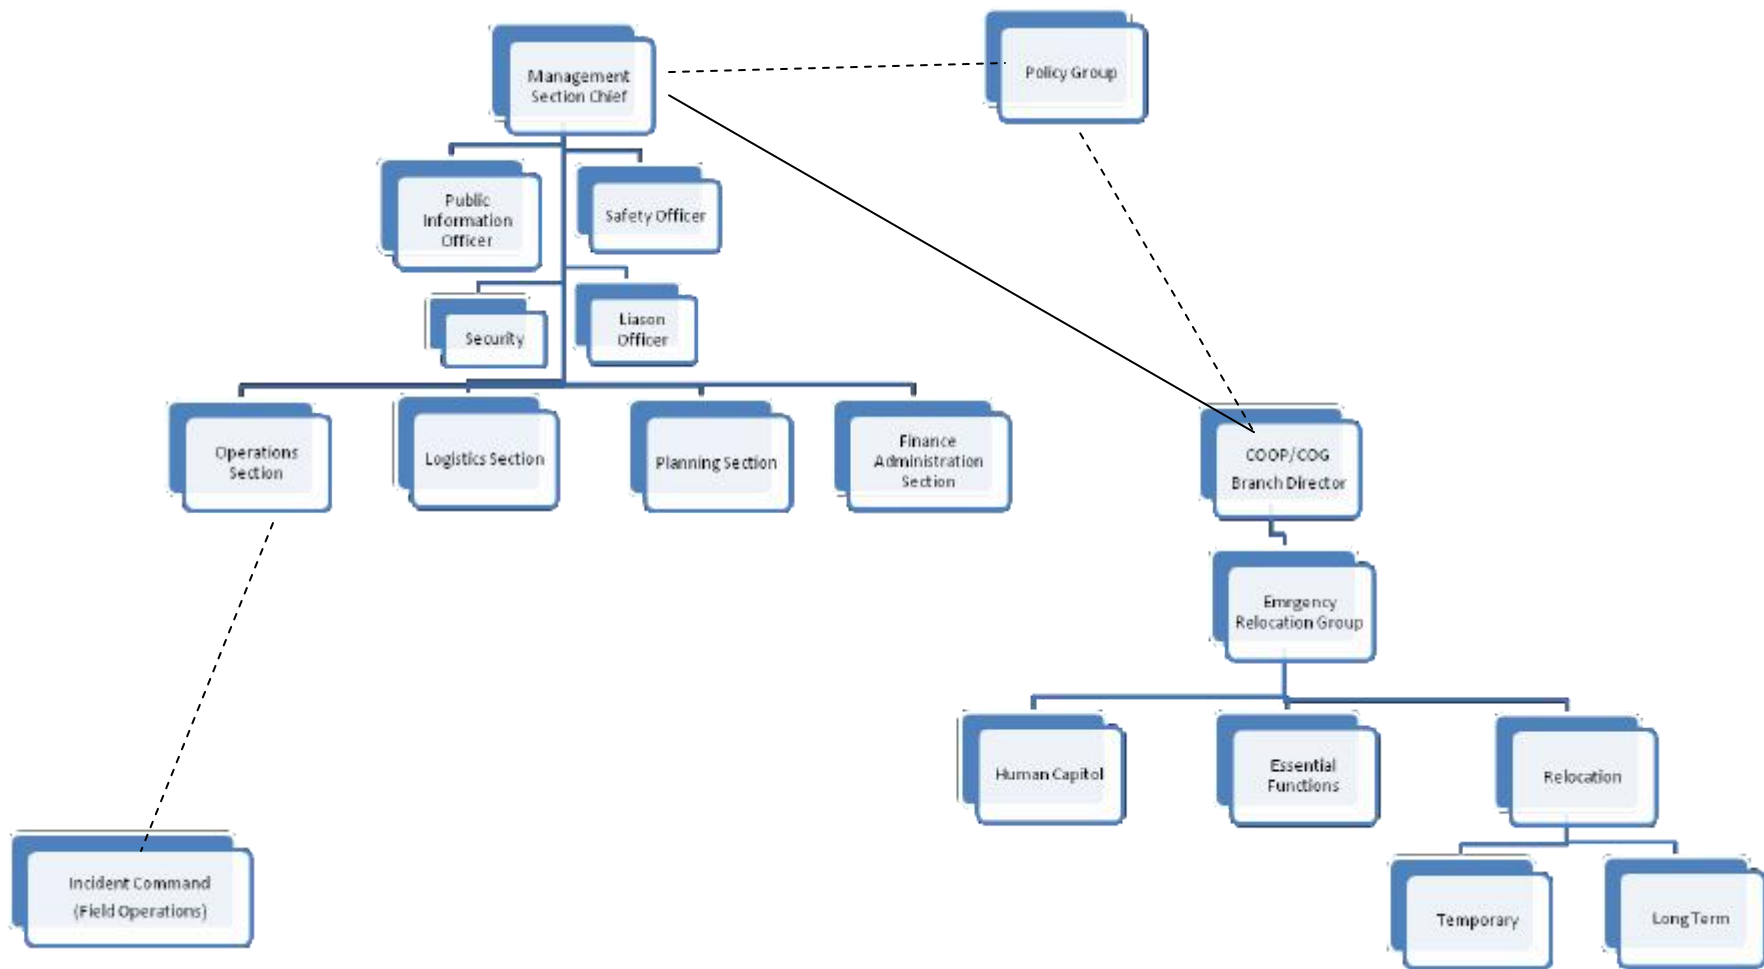 Management
Section Chief
Policy Group
Public
Information
Officer
Safety Officer
Security
Liason
Officer
Operations
Section
Logistics Section
Planning Section
Finance
Administration
Section
COOP/COG
Branch Director
Emrgency
Relocation Group
Human Capitol
Essential
Functions
Relocation
Incident Command
(Field Operations)
Temporary
Long Term